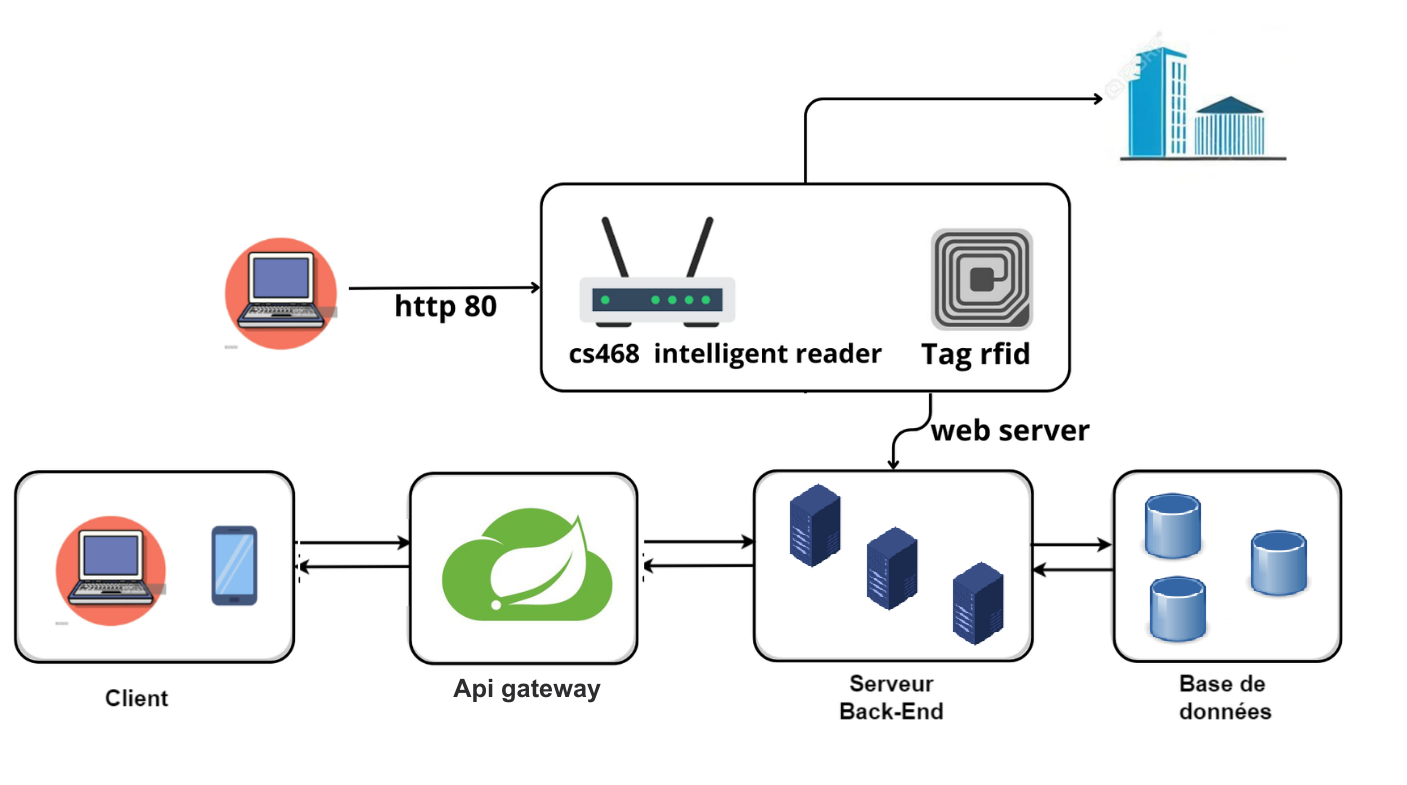 http 80
cs468 intelligent reader
Tag rfid
web server
Client
Api gateway
Serveur
Back-End
Base de
données